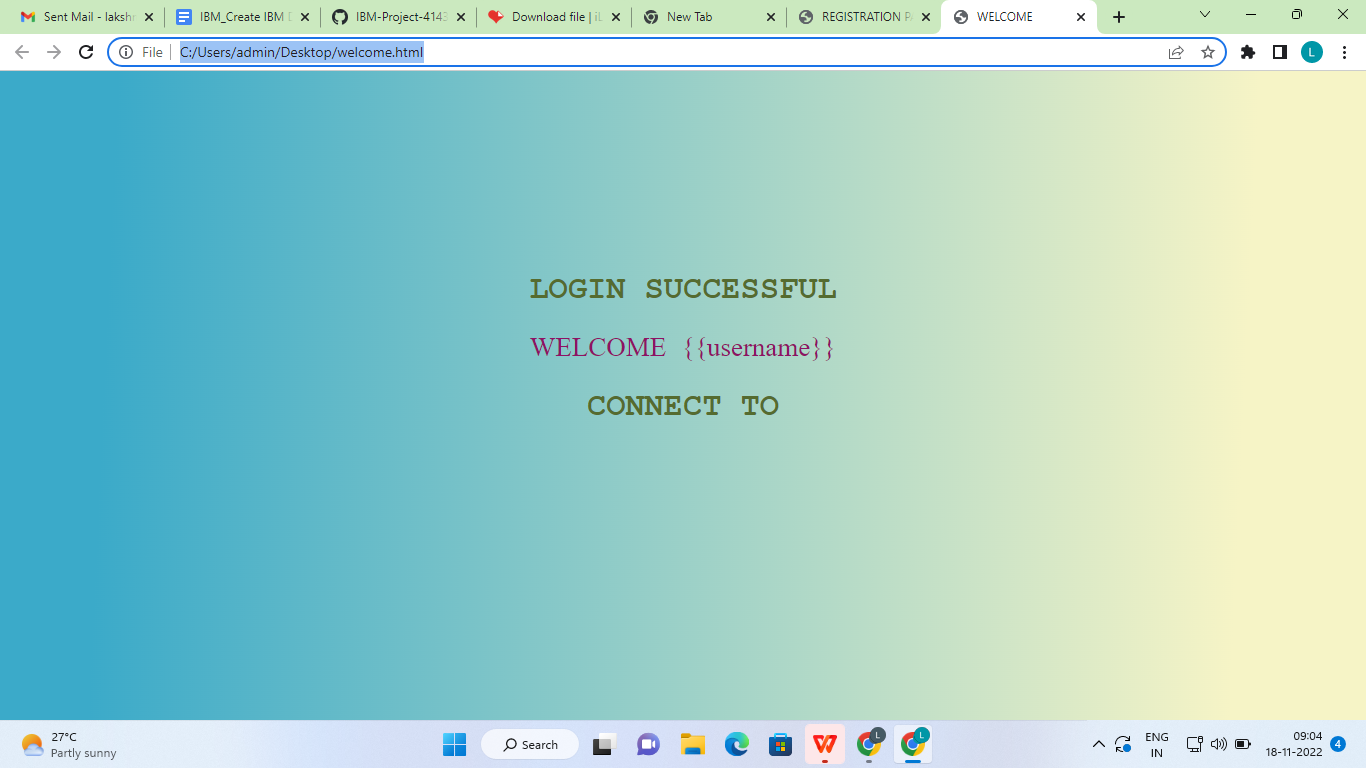 Sent Mail - lakshr
IBM_Create IBM D
IBM-Project-4143
Download file | iL
New Tab
REGISTRATION PA
WELCOME
File
C:/Users/admin/Desktop/welcome.html
L
LOGIN SUCCESSFUL
WELCOME {{username}}
CONNECT TO
27°C
Partly sunny
Search
L
L
ENG
IN
09:04
18-11-2022
4